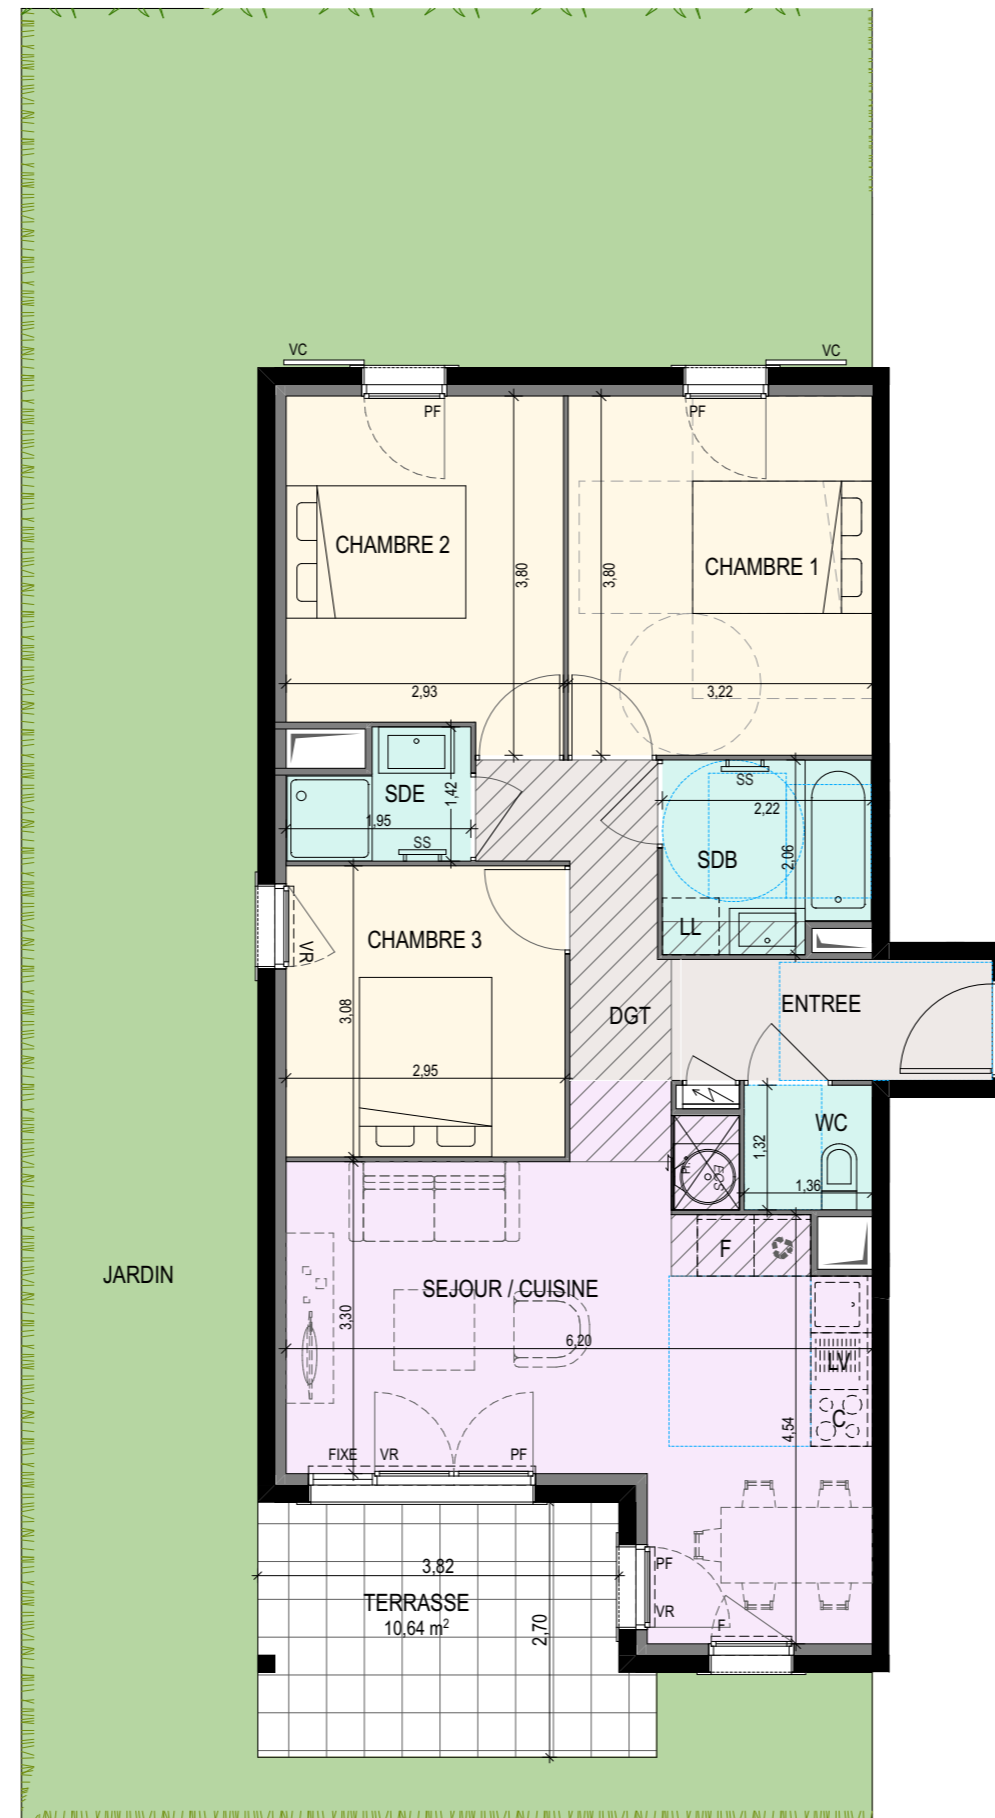 VC
VC
PF
PF
CHAMBRE 2
CHAMBRE 1
3,80
3,80
2,93
3,22
SDE
1,42
1,95
SS
SS
2,22
SDB
2,06
LL
CHAMBRE 3
VR
3,08
2,95
DGT
ENTREE
WC
1,32
1,36
Pl.
ECS
F
JARDIN
SEJOUR / CUISINE
3,30
6,20
LV
C
4,54
FIXE
VR
PF
3,82
TERRASSE
10,64 m²
2,70
PF
VR
F